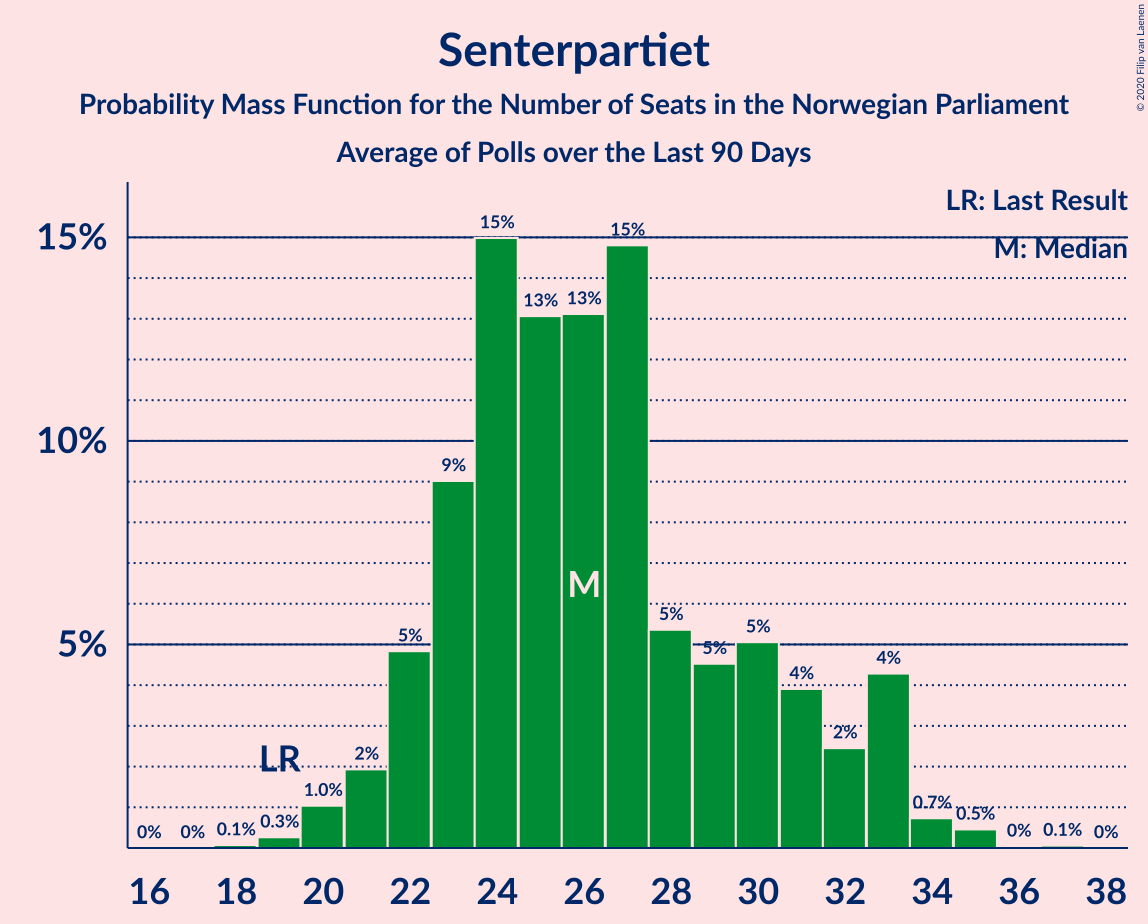 Senterpartiet
Probability Mass Function for the Number of Seats in the Norwegian Parliament
Average of Polls over the Last 90 Days
© 2020 Filip van Laenen
LR: Last Result
M: Median
15%
10%
5%
0%
0%
0.1%
0.3%
LR
1.0%
2%
5%
9%
15%
13%
13%
M
15%
5%
5%
5%
4%
2%
4%
0.7%
0.5%
0%
0.1%
0%
16 18 20 22 24 26 28 30 32 34 36 38